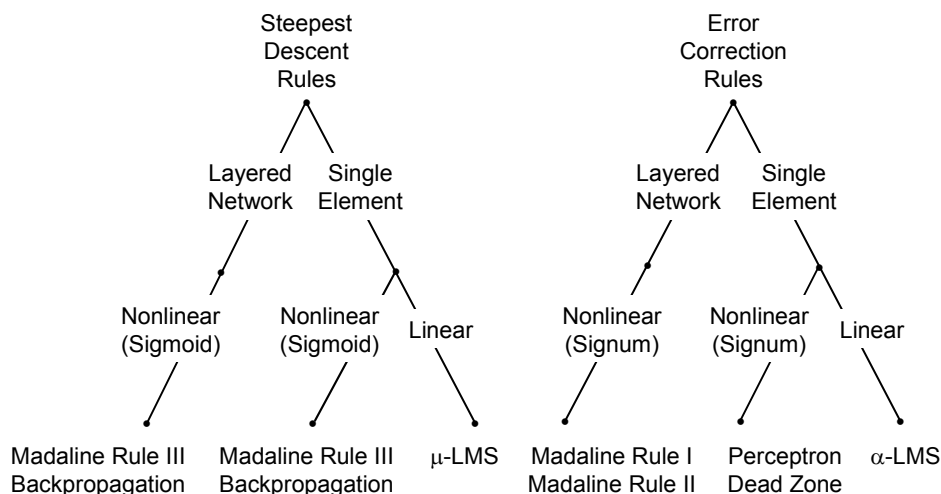 Steepest
Descent
Rules
Error
Correction
Rules
Layered
Network
Single
Element
Layered
Network
Single
Element
Nonlinear
(Sigmoid)
Nonlinear
(Sigmoid)
Linear
Nonlinear
(Signum)
Nonlinear
(Signum)
Linear
Madaline Rule III
Backpropagation
Madaline Rule III
Backpropagation
μ-LMS
Madaline Rule I
Madaline Rule II
Perceptron
Dead Zone
α-LMS